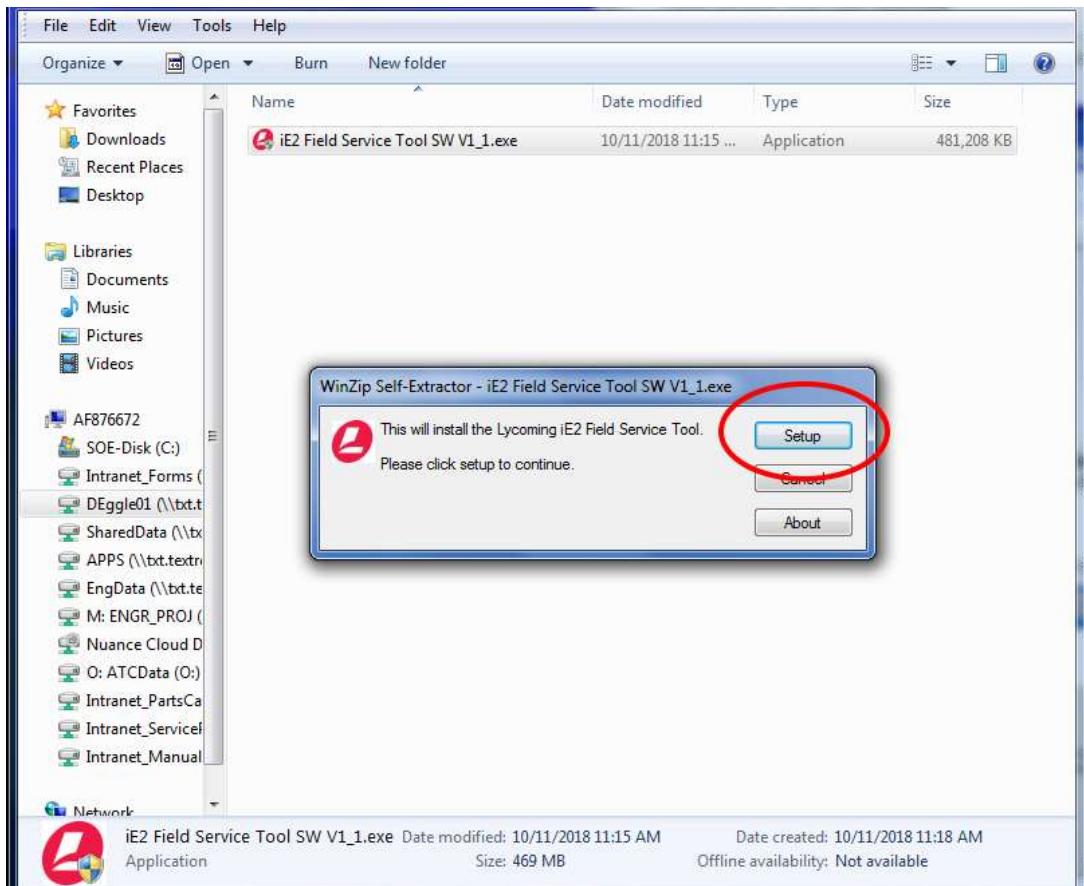 File Edit View Tools Help
Organize Open Burn New folder
Name Date modified Type Size
iE2 Field Service Tool SW V1_1.exe 10/11/2018 11:15 ... Application 481,208 KB
Favorites
Downloads
Recent Places
Desktop
Libraries
Documents
Music
Pictures
Videos
AF876672
SOE-Disk (C:)
Intranet_Forms (
DEggle01 (\\txt.t
SharedData (\\tx
APPS (\\txt.textr
EngData (\\txt.te
M: ENGR_PROJ (
Nuance Cloud D
O: ATCData (O:)
Intranet_PartsCa
Intranet_Service
Intranet_Manual
Network
WinZip Self-Extractor - iE2 Field Service Tool SW V1_1.exe
This will install the Lycoming iE2 Field Service Tool.
Please click setup to continue.
Setup
Cancel
About
iE2 Field Service Tool SW V1_1.exe Date modified: 10/11/2018 11:15 AM Date created: 10/11/2018 11:18 AM
Application Size: 469 MB Offline availability: Not available